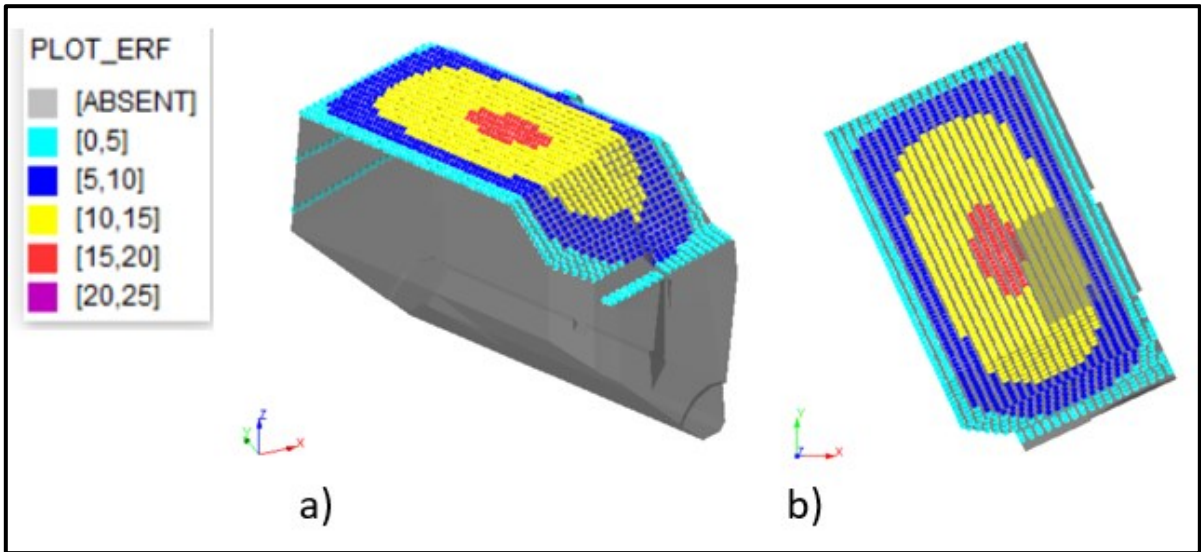 PLOT_ERF
[ABSENT]
[0,5]
[5,10]
[10,15]
[15,20]
[20,25]
Z
Y
X
Y
Z
X
a)
b)